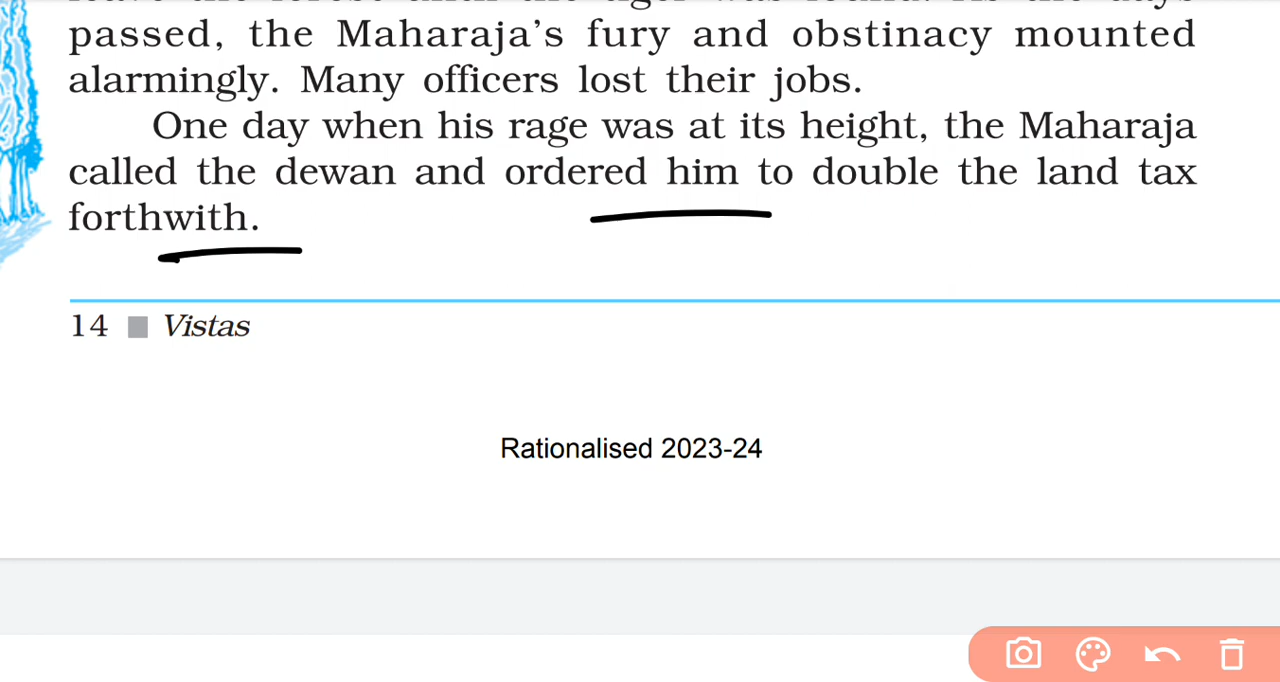 passed, the Maharaja's fury and obstinacy mounted
alarmingly. Many officers lost their jobs.
One day when his rage was at its height, the Maharaja
called the dewan and ordered him to double the land tax
forthwith.
14 ■ Vistas
Rationalised 2023-24